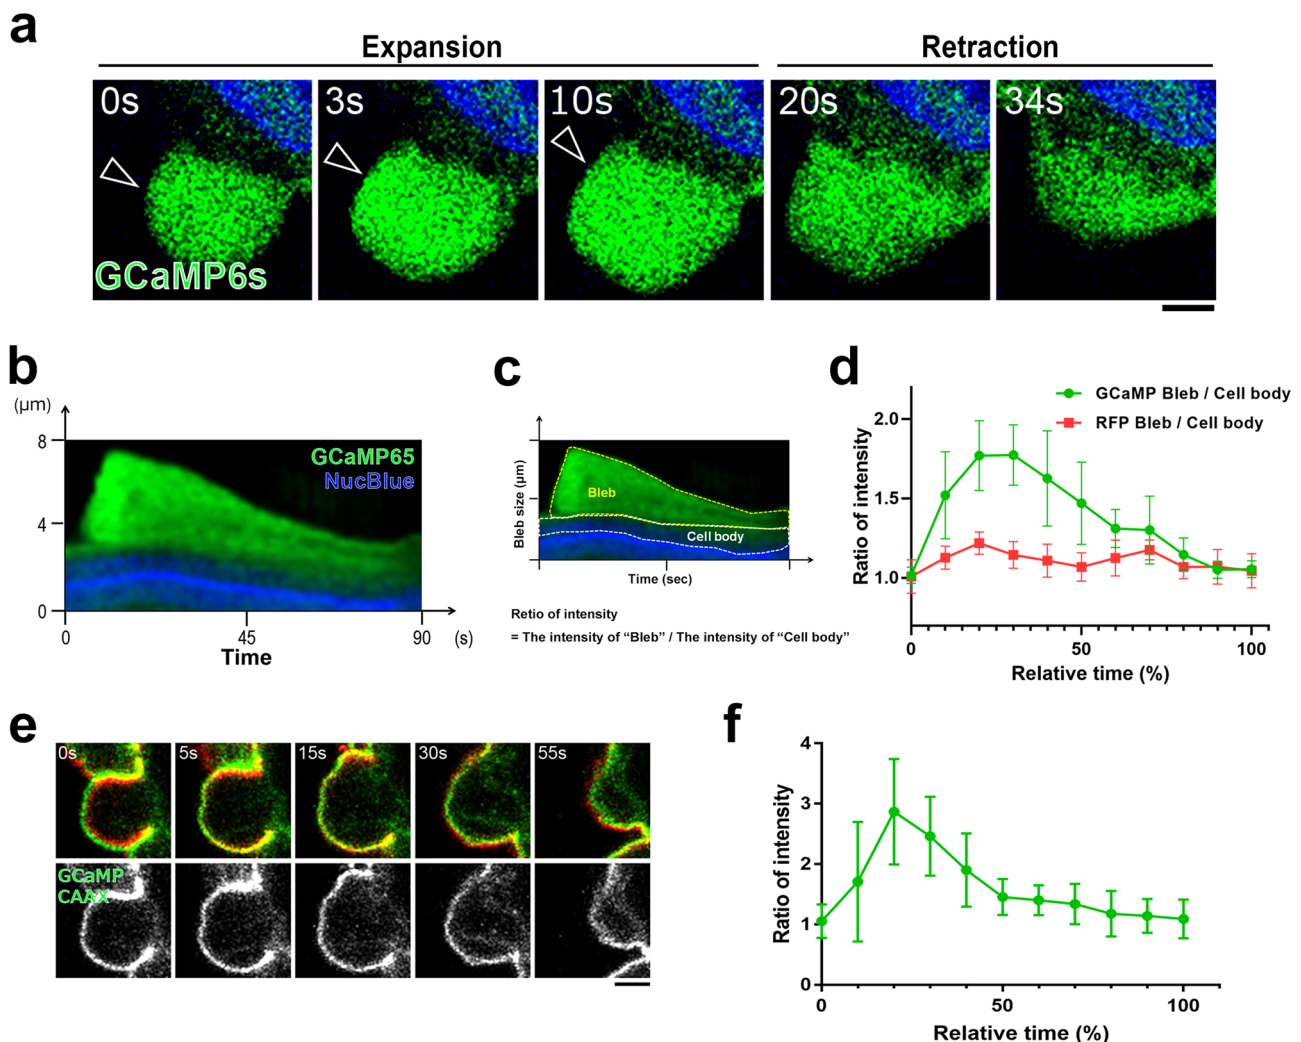 a
Expansion
Retraction
0s
3s
10s
20s
34s
GCaMP6s
b
(μm)
8
4
0
GCaMP65
NucBlue
0
45
90
(s)
Time
c
Bleb size (μm)
Bleb
Cell body
Time (sec)
Retio of intensity
= The intensity of “Bleb” / The intensity of “Cell body”
d
GCaMP Bleb / Cell body
RFP Bleb / Cell body
Ratio of intensity
2.0
1.5
1.0
0
50
100
Relative time (%)
e
0s
5s
15s
30s
55s
GCaMP
CAAX
f
Ratio of intensity
4
3
2
1
0
0
50
100
Relative time (%)